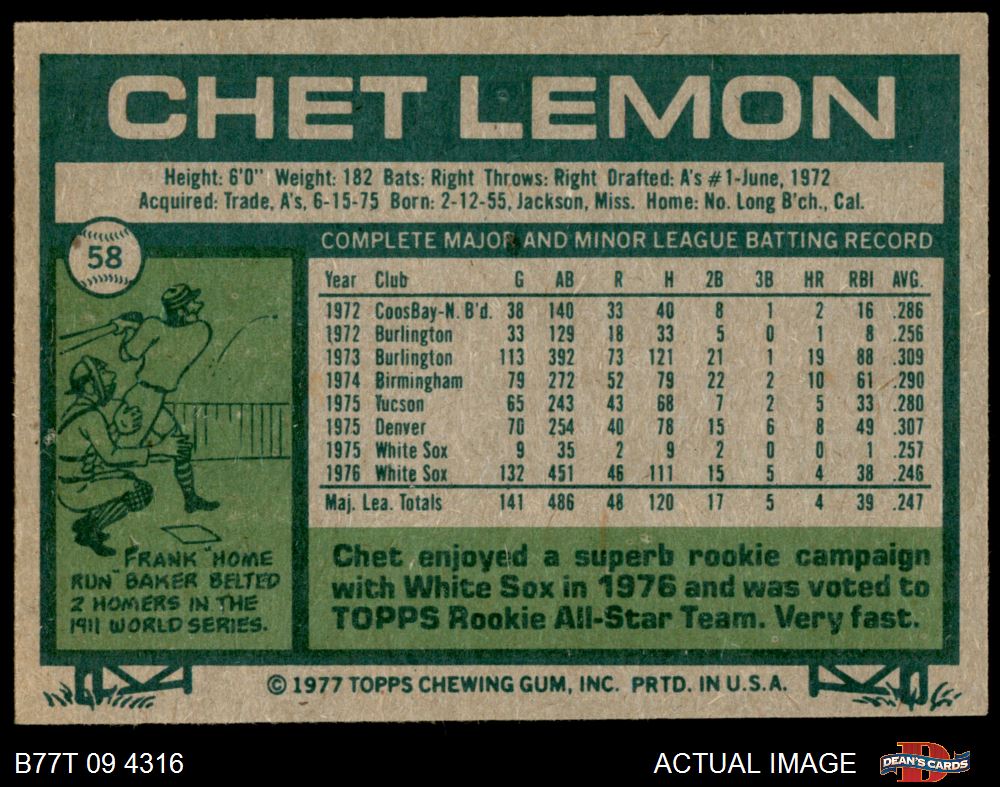 CHET LEMON
Height: 6'0" Weight: 182 Bats: Right Throws: Right Drafted: A's #1-June, 1972
Acquired: Trade, A's, 6-15-75 Born: 2-12-55, Jackson, Miss. Home: No. Long B'ch., Cal.
58
COMPLETE MAJOR AND MINOR LEAGUE BATTING RECORD
Year Club G AB R H 2B 3B HR RBI AVG.
1972 CoosBay-N. B'd. 38 140 33 40 8 1 2 16 .286
1972 Burlington 33 129 18 33 5 0 1 8 .256
1973 Burlington 113 392 73 121 21 1 19 88 .309
1974 Birmingham 79 272 52 79 22 2 10 61 .290
1975 Tucson 65 243 43 68 7 2 5 33 .280
1975 Denver 70 254 40 78 15 6 8 49 .307
1975 White Sox 9 35 2 9 2 0 0 1 .257
1976 White Sox 132 451 46 111 15 5 4 38 .246
Maj. Lea. Totals 141 486 48 120 17 5 4 39 .247
FRANK "HOME
RUN" BAKER BELTED
2 HOMERS IN THE
1911 WORLD SERIES.
Chet enjoyed a superb rookie campaign
with White Sox in 1976 and was voted to
TOPPS Rookie All-Star Team. Very fast.
© 1977 TOPPS CHEWING GUM, INC. PRTD. IN U.S.A.
B77T 09 4316
ACTUAL IMAGE
D
DEAN'S CARDS